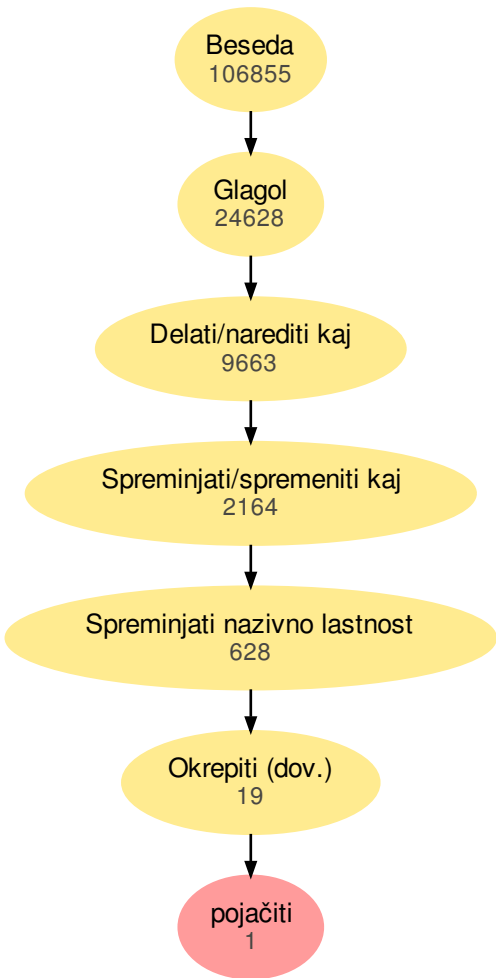 Beseda
106855
Glagol
24628
Delati/narediti kaj
9663
Spreminjati/spremeniti kaj
2164
Spreminjati nazivno lastnost
628
Okrepiti (dov.)
19
pojačiti
1